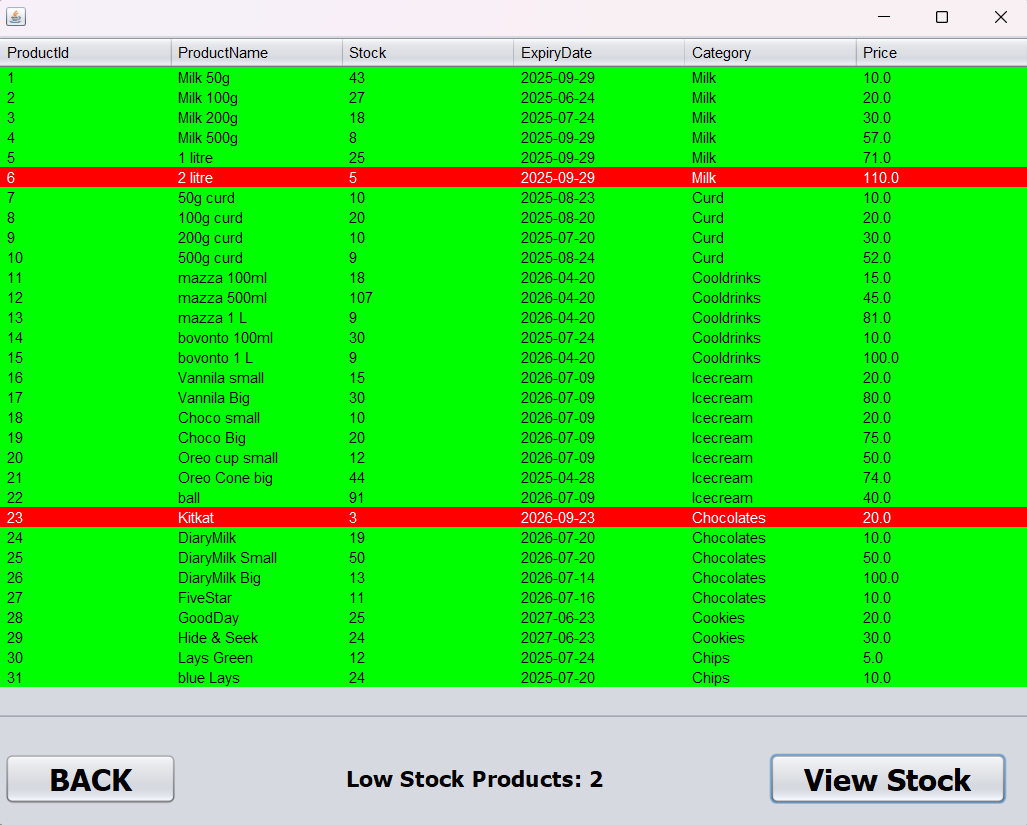 ProductId ProductName Stock ExpiryDate Category Price
1 Milk 50g 43 2025-09-29 Milk 10.0
2 Milk 100g 27 2025-06-24 Milk 20.0
3 Milk 200g 18 2025-07-24 Milk 30.0
4 Milk 500g 8 2025-09-29 Milk 57.0
5 1 litre 25 2025-09-29 Milk 71.0
6 2 litre 5 2025-09-29 Milk 110.0
7 50g curd 10 2025-08-23 Curd 10.0
8 100g curd 20 2025-08-20 Curd 20.0
9 200g curd 10 2025-07-20 Curd 30.0
10 500g curd 9 2025-08-24 Curd 52.0
11 mazza 100ml 18 2026-04-20 Cooldrinks 15.0
12 mazza 500ml 107 2026-04-20 Cooldrinks 45.0
13 mazza 1 L 9 2026-04-20 Cooldrinks 81.0
14 bovonto 100ml 30 2025-07-24 Cooldrinks 10.0
15 bovonto 1 L 9 2026-04-20 Cooldrinks 100.0
16 Vannila small 15 2026-07-09 Icecream 20.0
17 Vannila Big 30 2026-07-09 Icecream 80.0
18 Choco small 10 2026-07-09 Icecream 20.0
19 Choco Big 20 2026-07-09 Icecream 75.0
20 Oreo cup small 12 2026-07-09 Icecream 50.0
21 Oreo Cone big 44 2025-04-28 Icecream 74.0
22 ball 91 2026-07-09 Icecream 40.0
23 Kitkat 3 2026-09-23 Chocolates 20.0
24 DiaryMilk 19 2026-07-20 Chocolates 10.0
25 DiaryMilk Small 50 2026-07-20 Chocolates 50.0
26 DiaryMilk Big 13 2026-07-14 Chocolates 100.0
27 FiveStar 11 2026-07-16 Chocolates 10.0
28 GoodDay 25 2027-06-23 Cookies 20.0
29 Hide & Seek 24 2027-06-23 Cookies 30.0
30 Lays Green 12 2025-07-24 Chips 5.0
31 blue Lays 24 2025-07-20 Chips 10.0
BACK Low Stock Products: 2 View Stock